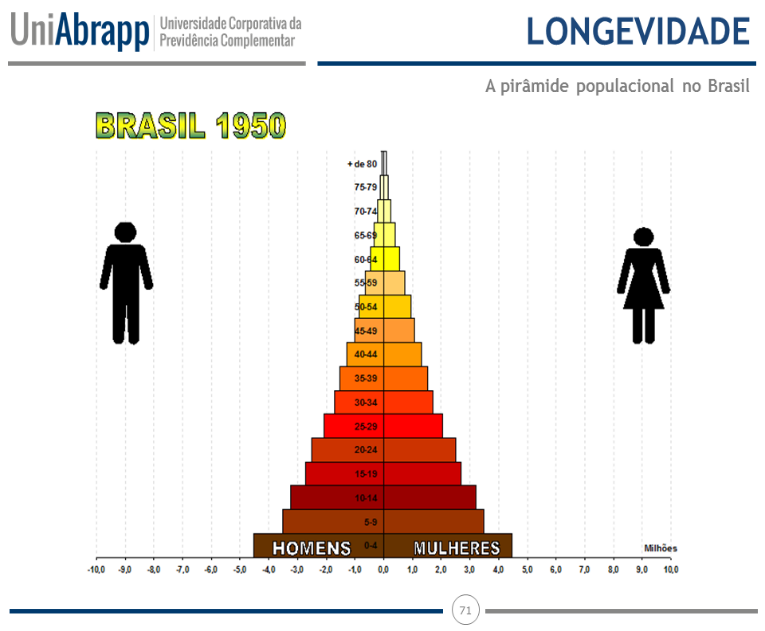 UniAbrapp Universidade Corporativa da
Previdência Complementar
LONGEVIDADE
A pirâmide populacional no Brasil
BRASIL 1950
+ de 80
75-79
70-74
65-69
60-64
55-59
50-54
45-49
40-44
35-39
30-34
25-29
20-24
15-19
10-14
5-9
HOMENS 0-4 MULHERES Milhões
-10,0 -9,0 -8,0 -7,0 -6,0 -5,0 -4,0 -3,0 -2,0 -1,0 0,0 1,0 2,0 3,0 4,0 5,0 6,0 7,0 8,0 9,0 10,0
71